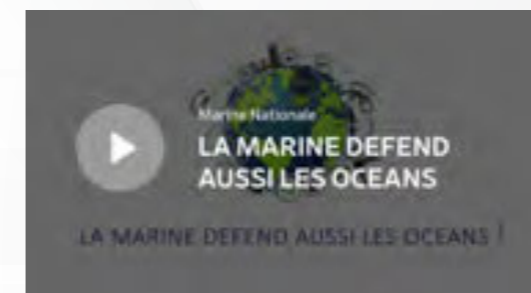 Marine Nationale
LA MARINE DEFEND
AUSSI LES OCEANS
LA MARINE DEFEND AUSSI LES OCEANS !